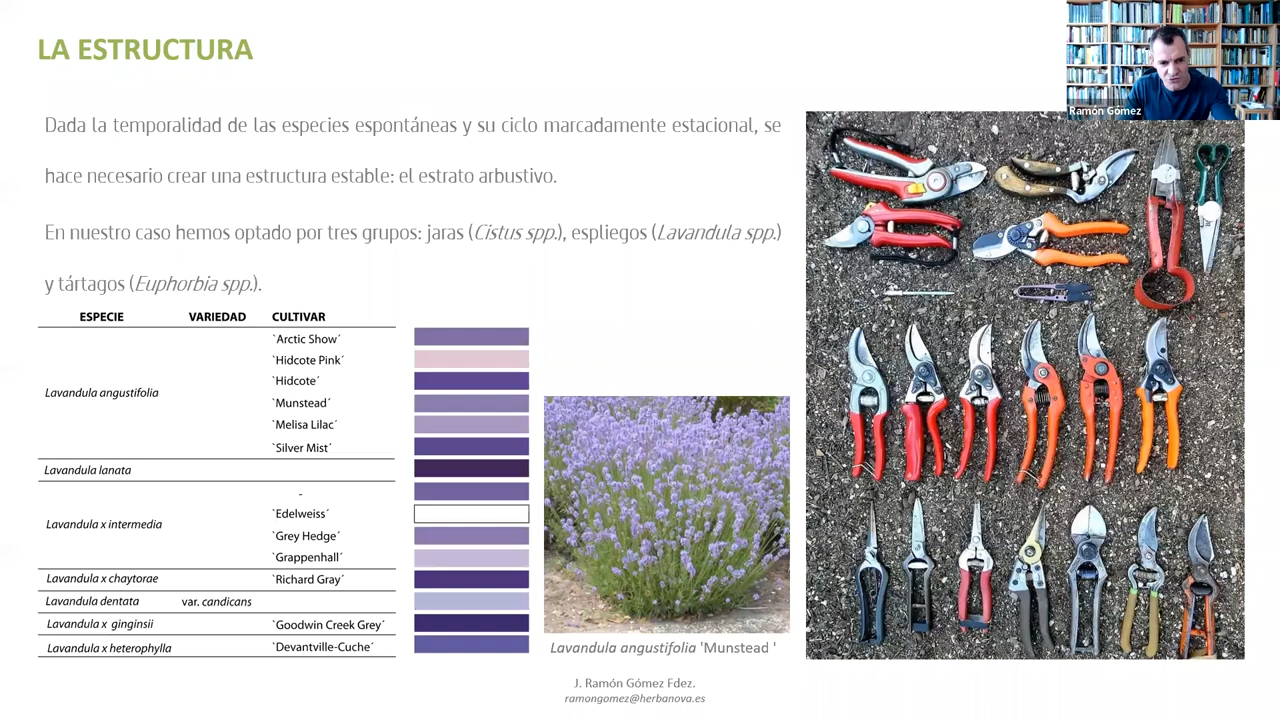 LA ESTRUCTURA
Ramón Gómez
Dada la temporalidad de las especies espontáneas y su ciclo marcadamente estacional, se
hace necesario crear una estructura estable: el estrato arbustivo.
En nuestro caso hemos optado por tres grupos: jaras (Cistus spp.), espliegos (Lavandula spp.)
y tártagos (Euphorbia spp.).
ESPECIE VARIEDAD CULTIVAR
`Arctic Show´
`Hidcote Pink´
`Hidcote´
Lavandula angustifolia
`Munstead´
`Melisa Lilac´
`Silver Mist´
Lavandula lanata
-
`Edelweiss´
Lavandula x intermedia
`Grey Hedge´
`Grappenhall´
Lavandula x chaytorae `Richard Gray´
Lavandula dentata var. candicans
Lavandula x ginginsii `Goodwin Creek Grey´
Lavandula x heterophylla `Devantville-Cuche´
Lavandula angustifolia 'Munstead '
J. Ramón Gómez Fdez.
ramongomez@herbanova.es